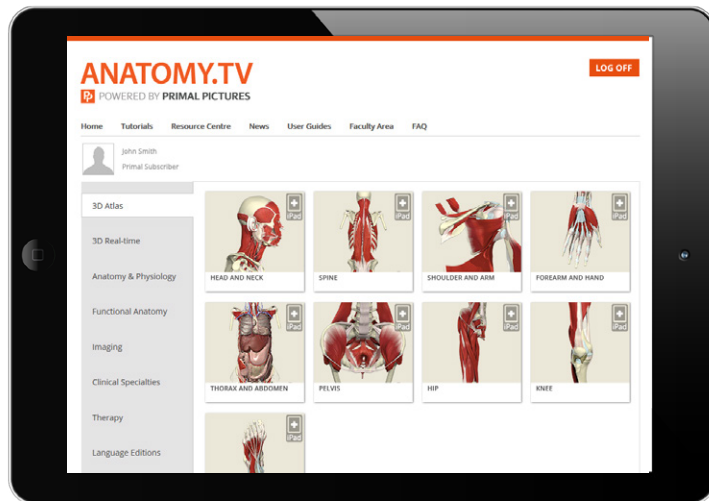 ANATOMY.TV
LOG OFF
POWERED BY PRIMAL PICTURES
Home Tutorials Resource Centre News User Guides Faculty Area FAQ
John Smith
Primal Subscriber
3D Atlas
3D Real-time
Anatomy & Physiology
Functional Anatomy
Imaging
Clinical Specialties
Therapy
Language Editions
iPad iPad iPad iPad
HEAD AND NECK SPINE SHOULDER AND ARM FOREARM AND HAND
iPad iPad iPad iPad
THORAX AND ABDOMEN PELVIS HIP KNEE
iPad